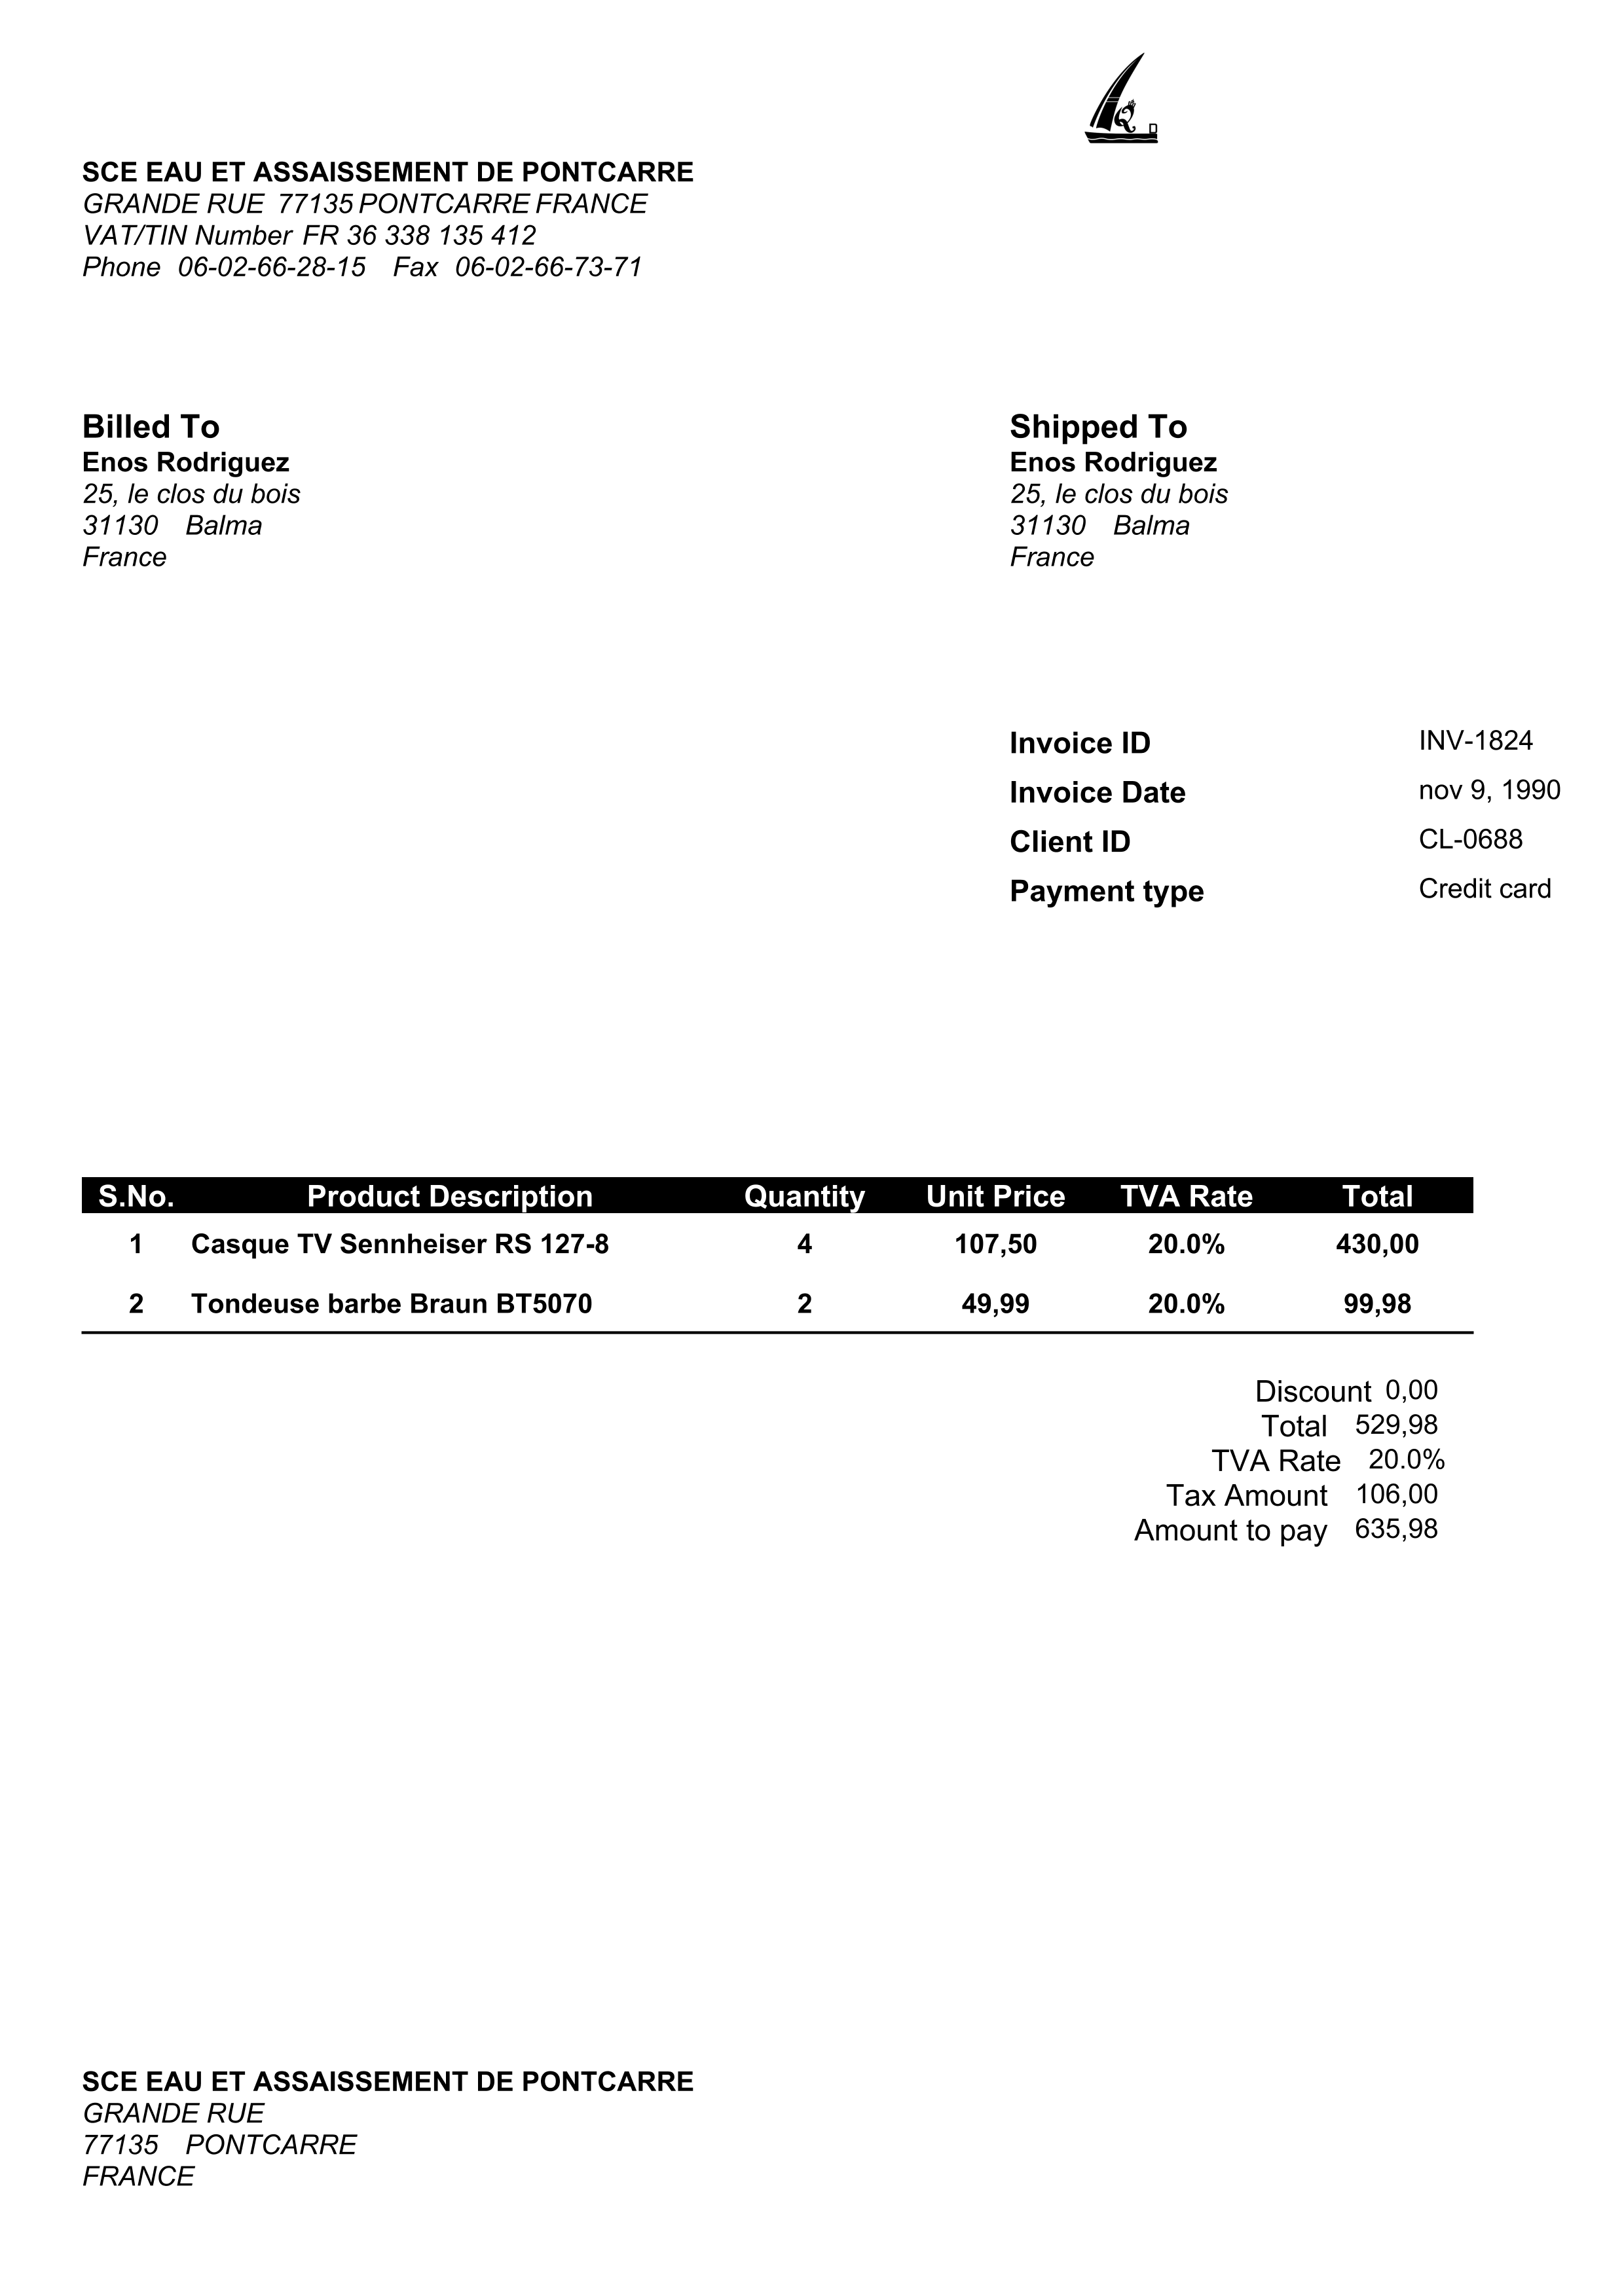 SCE EAU ET ASSAISSEMENT DE PONTCARRE
GRANDE RUE 77135 PONTCARRE FRANCE
VAT/TIN Number FR 36 338 135 412
Phone 06-02-66-28-15 Fax 06-02-66-73-71
Billed To
Enos Rodriguez
25, le clos du bois
31130 Balma
France
Shipped To
Enos Rodriguez
25, le clos du bois
31130 Balma
France
Invoice ID INV-1824
Invoice Date nov 9, 1990
Client ID CL-0688
Payment type Credit card
S.No. Product Description Quantity Unit Price TVA Rate Total
1 Casque TV Sennheiser RS 127-8 4 107,50 20.0% 430,00
2 Tondeuse barbe Braun BT5070 2 49,99 20.0% 99,98
Discount 0,00
Total 529,98
TVA Rate 20.0%
Tax Amount 106,00
Amount to pay 635,98
SCE EAU ET ASSAISSEMENT DE PONTCARRE
GRANDE RUE
77135 PONTCARRE
FRANCE